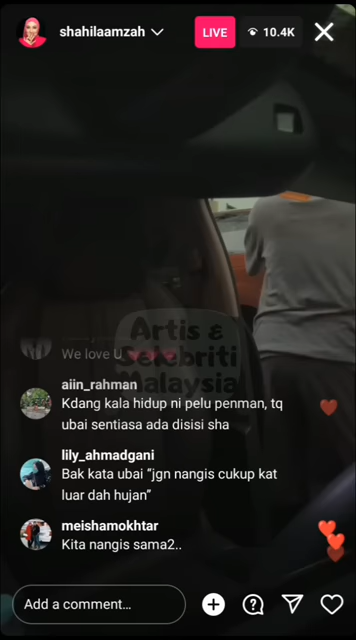 shahilaamzah
LIVE
10.4K
We love U
Artis &
Selebriti
Malaysia
aiin_rahman
Kdang kala hidup ni pelu penman, tq
ubai sentiasa ada disisi sha
lily_ahmadgani
Bak kata ubai “jgn nangis cukup kat
luar dah hujan”
meishamokhtar
Kita nangis sama2..
Add a comment...